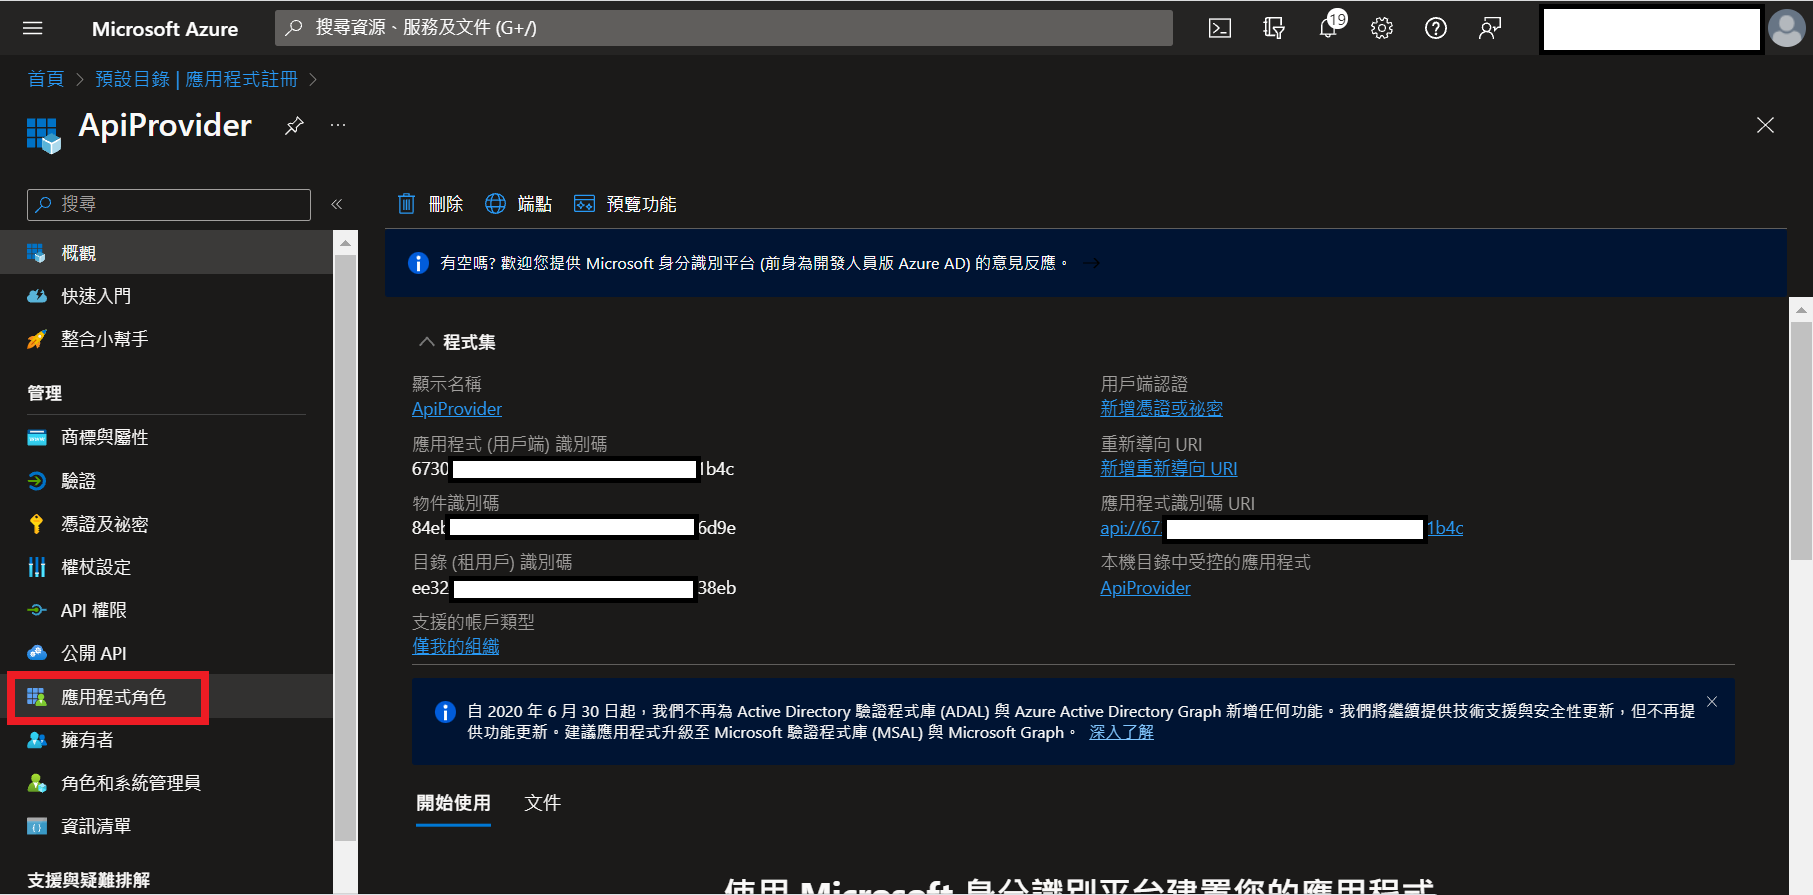 Microsoft Azure
搜尋資源、服務及文件 (G+/)
19
首頁 > 預設目錄 | 應用程式註冊 >
ApiProvider
搜尋
刪除
端點
預覽功能
概觀
快速入門
整合小幫手
管理
商標與屬性
驗證
憑證及祕密
權杖設定
API 權限
公開 API
應用程式角色
擁有者
角色和系統管理員
資訊清單
支援與疑難排解
有空嗎? 歡迎您提供 Microsoft 身分識別平台 (前身為開發人員版 Azure AD) 的意見反應。 →
程式集
顯示名稱
ApiProvider
應用程式 (用戶端) 識別碼
6730 1b4c
物件識別碼
84eb 6d9e
目錄 (租用戶) 識別碼
ee32 38eb
支援的帳戶類型
僅我的組織
用戶端認證
新增憑證或祕密
重新導向 URI
新增重新導向 URI
應用程式識別碼 URI
api://67 1b4c
本機目錄中受控的應用程式
ApiProvider
自 2020 年 6 月 30 日起，我們不再為 Active Directory 驗證程式庫 (ADAL) 與 Azure Active Directory Graph 新增任何功能。我們將繼續提供技術支援與安全性更新，但不再提
供功能更新。建議應用程式升級至 Microsoft 驗證程式庫 (MSAL) 與 Microsoft Graph。 深入了解
開始使用
文件
使用 Microsoft 身分識別平台建置您的應用程式